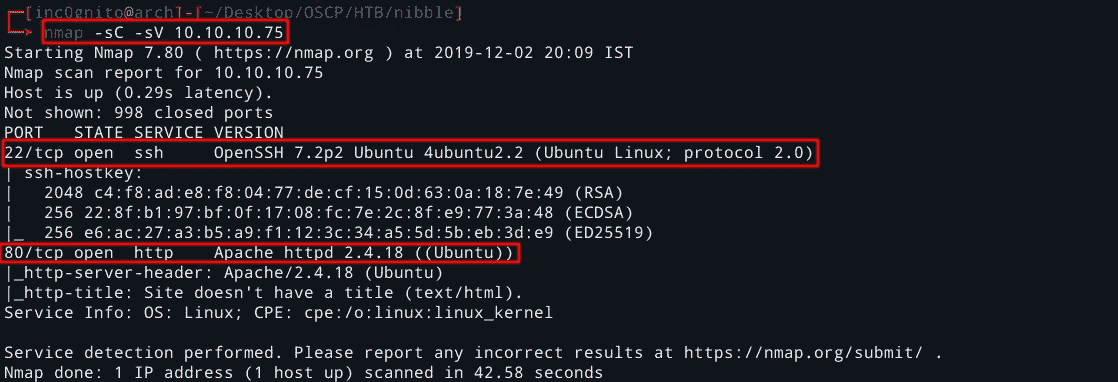 ┌─[inc0gnito@arch]-[~/Desktop/OSCP/HTB/nibble]
└──> nmap -sC -sV 10.10.10.75
Starting Nmap 7.80 ( https://nmap.org ) at 2019-12-02 20:09 IST
Nmap scan report for 10.10.10.75
Host is up (0.29s latency).
Not shown: 998 closed ports
PORT   STATE SERVICE VERSION
22/tcp open  ssh     OpenSSH 7.2p2 Ubuntu 4ubuntu2.2 (Ubuntu Linux; protocol 2.0)
| ssh-hostkey:
|   2048 c4:f8:ad:e8:f8:04:77:de:cf:15:0d:63:0a:18:7e:49 (RSA)
|   256 22:8f:b1:97:bf:0f:17:08:fc:7e:2c:8f:e9:77:3a:48 (ECDSA)
|_  256 e6:ac:27:a3:b5:a9:f1:12:3c:34:a5:5d:5b:eb:3d:e9 (ED25519)
80/tcp open  http    Apache httpd 2.4.18 ((Ubuntu))
|_http-server-header: Apache/2.4.18 (Ubuntu)
|_http-title: Site doesn't have a title (text/html).
Service Info: OS: Linux; CPE: cpe:/o:linux:linux_kernel
Service detection performed. Please report any incorrect results at https://nmap.org/submit/ .
Nmap done: 1 IP address (1 host up) scanned in 42.58 seconds